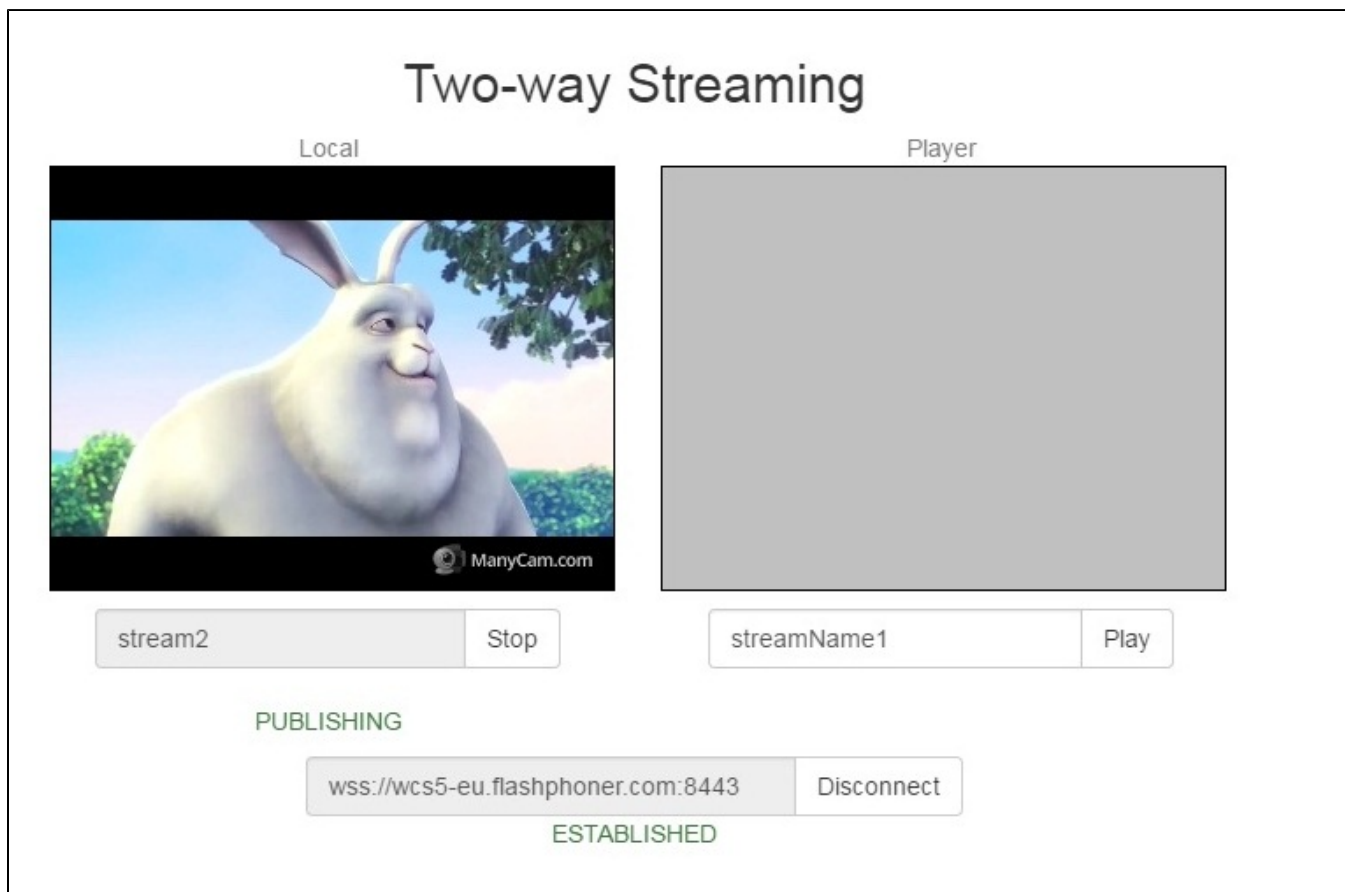 Two-way Streaming
Local
Player
ManyCam.com
stream2
Stop
streamName1
Play
PUBLISHING
wss://wcs5-eu.flashphoner.com:8443
Disconnect
ESTABLISHED